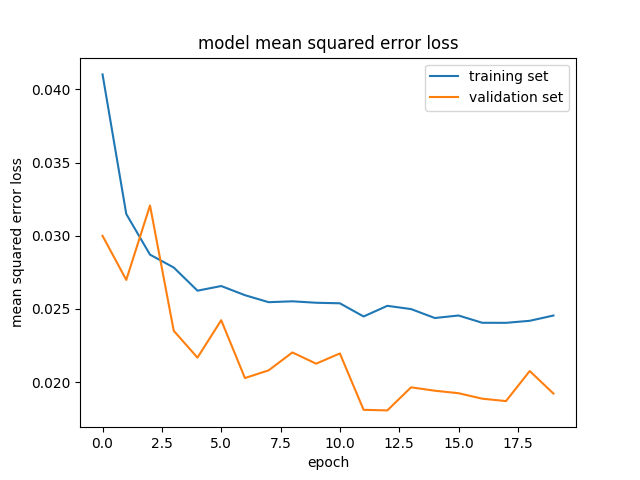 model mean squared error loss
training set
validation set
mean squared error loss
0.040
0.035
0.030
0.025
0.020
0.0 2.5 5.0 7.5 10.0 12.5 15.0 17.5
epoch